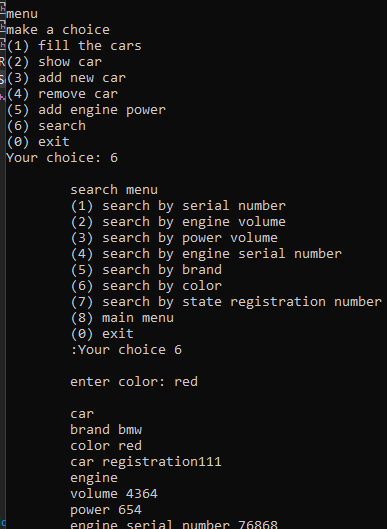 menu
make a choice
(1) fill the cars
(2) show car
(3) add new car
(4) remove car
(5) add engine power
(6) search
(0) exit
Your choice: 6
search menu
(1) search by serial number
(2) search by engine volume
(3) search by power volume
(4) search by engine serial number
(5) search by brand
(6) search by color
(7) search by state registration number
(8) main menu
(0) exit
:Your choice 6
enter color: red
car
brand bmw
color red
car registration111
engine
volume 4364
power 654
engine serial number 76868